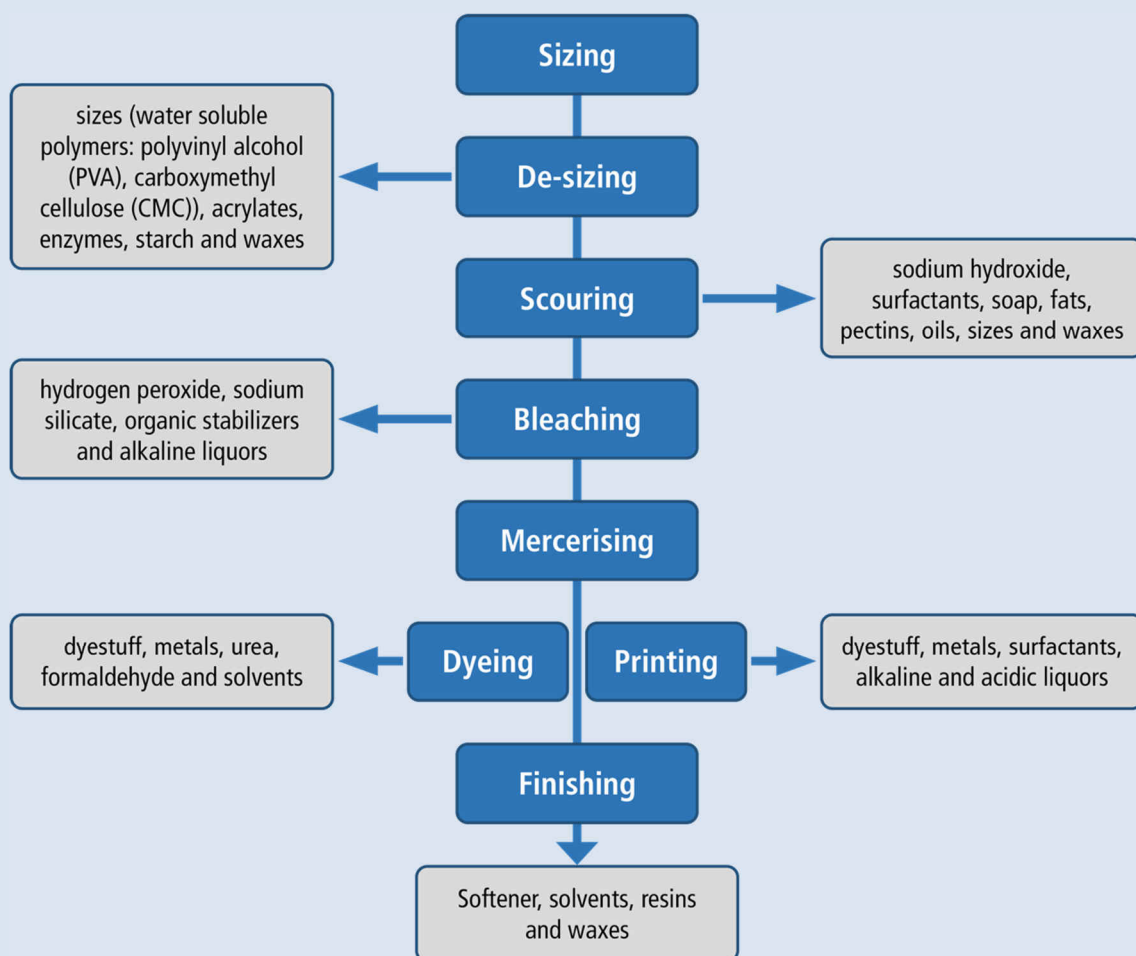 Sizing
sizes (water soluble
polymers: polyvinyl alcohol
(PVA), carboxymethyl
cellulose (CMC)), acrylates,
enzymes, starch and waxes
De-sizing
Scouring
sodium hydroxide,
surfactants, soap, fats,
pectins, oils, sizes and waxes
hydrogen peroxide, sodium
silicate, organic stabilizers
and alkaline liquors
Bleaching
Mercerising
dyestuff, metals, urea,
formaldehyde and solvents
Dyeing
Printing
dyestuff, metals, surfactants,
alkaline and acidic liquors
Finishing
Softener, solvents, resins
and waxes